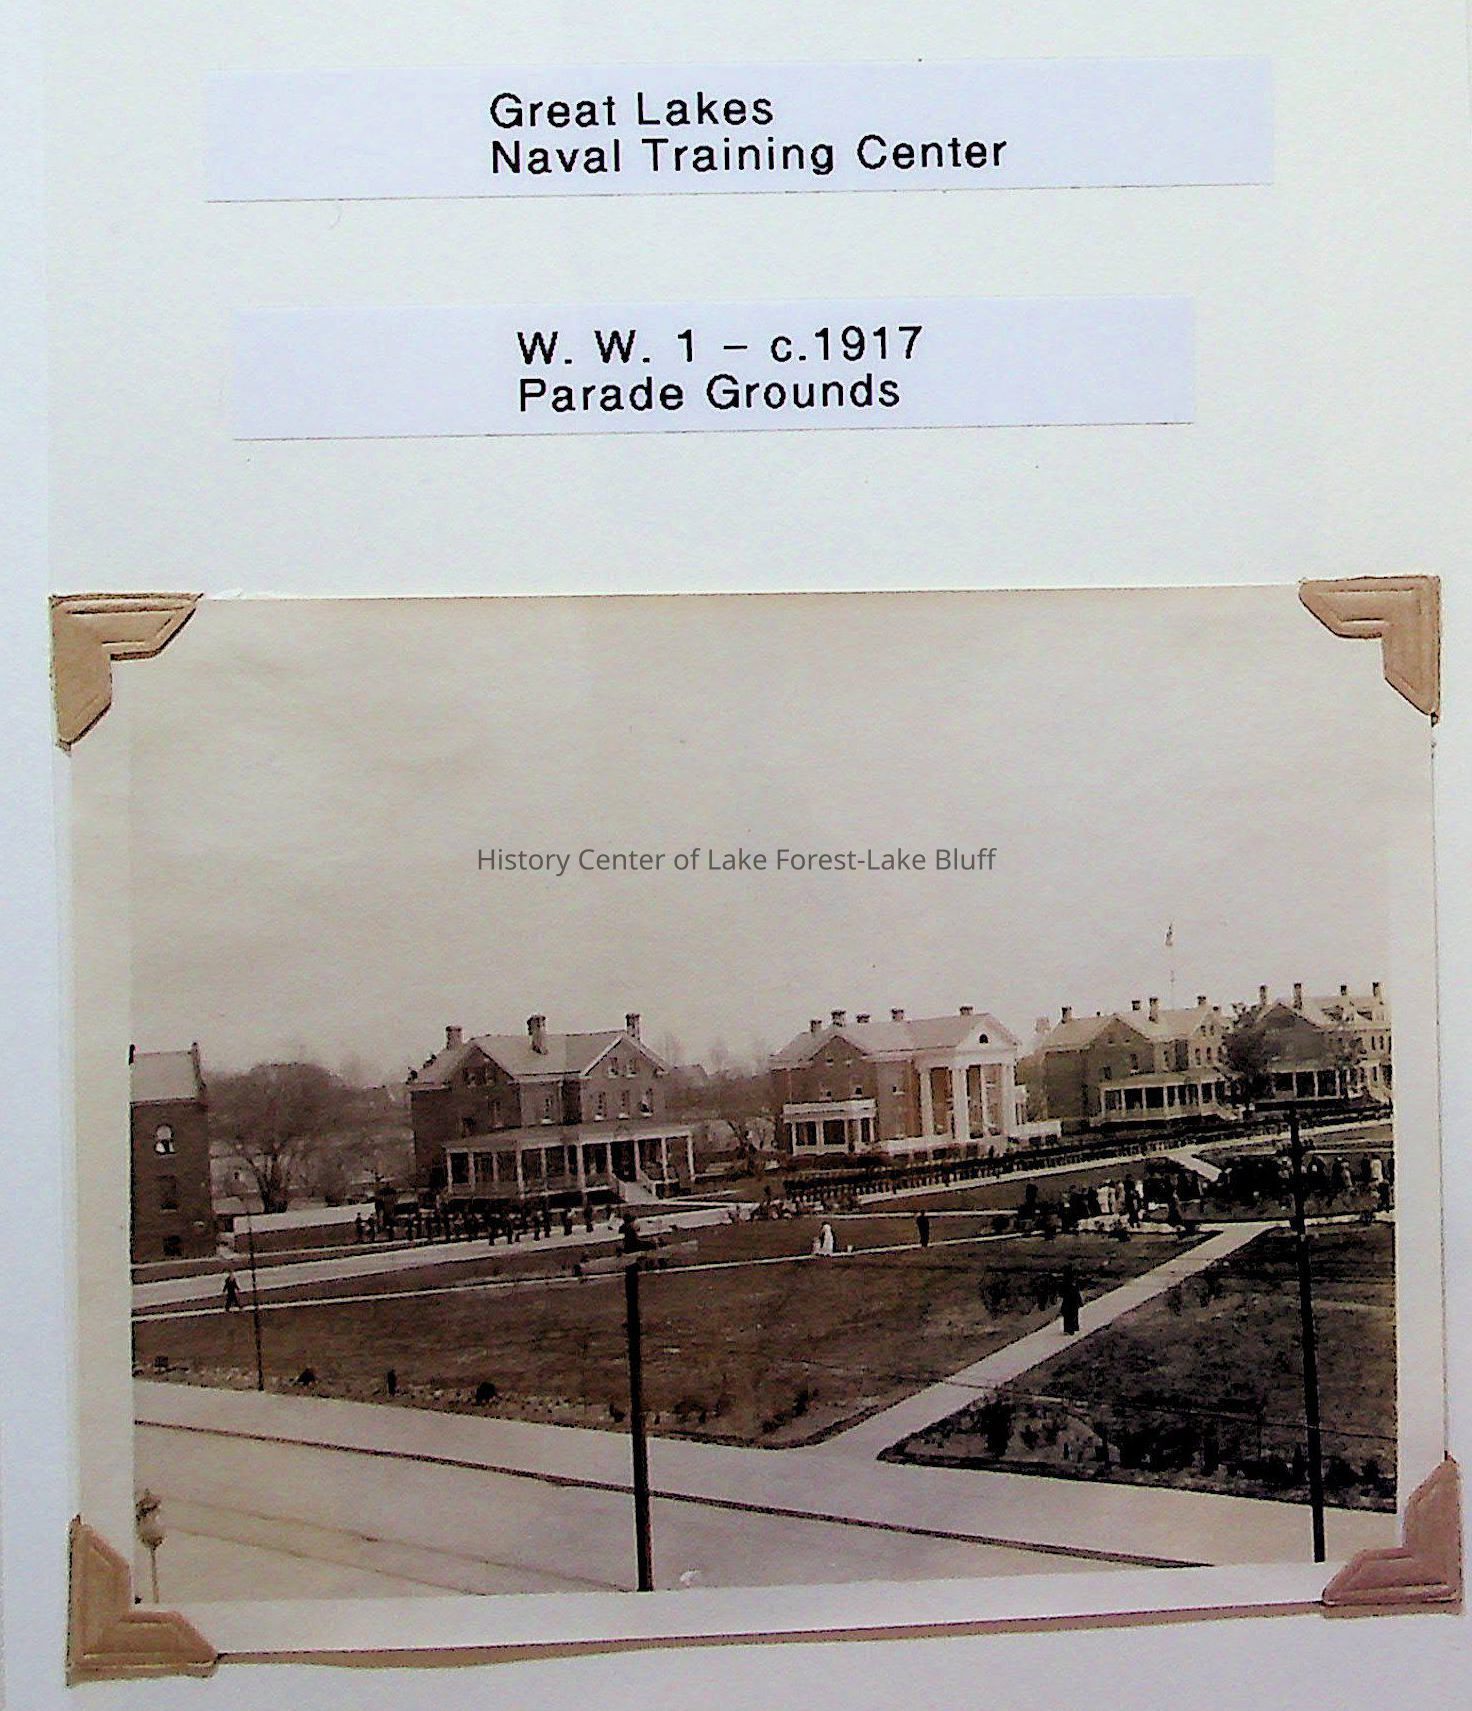 Great Lakes
Naval Training Center
W. W. 1 – c.1917
Parade Grounds
History Center of Lake Forest-Lake Bluff